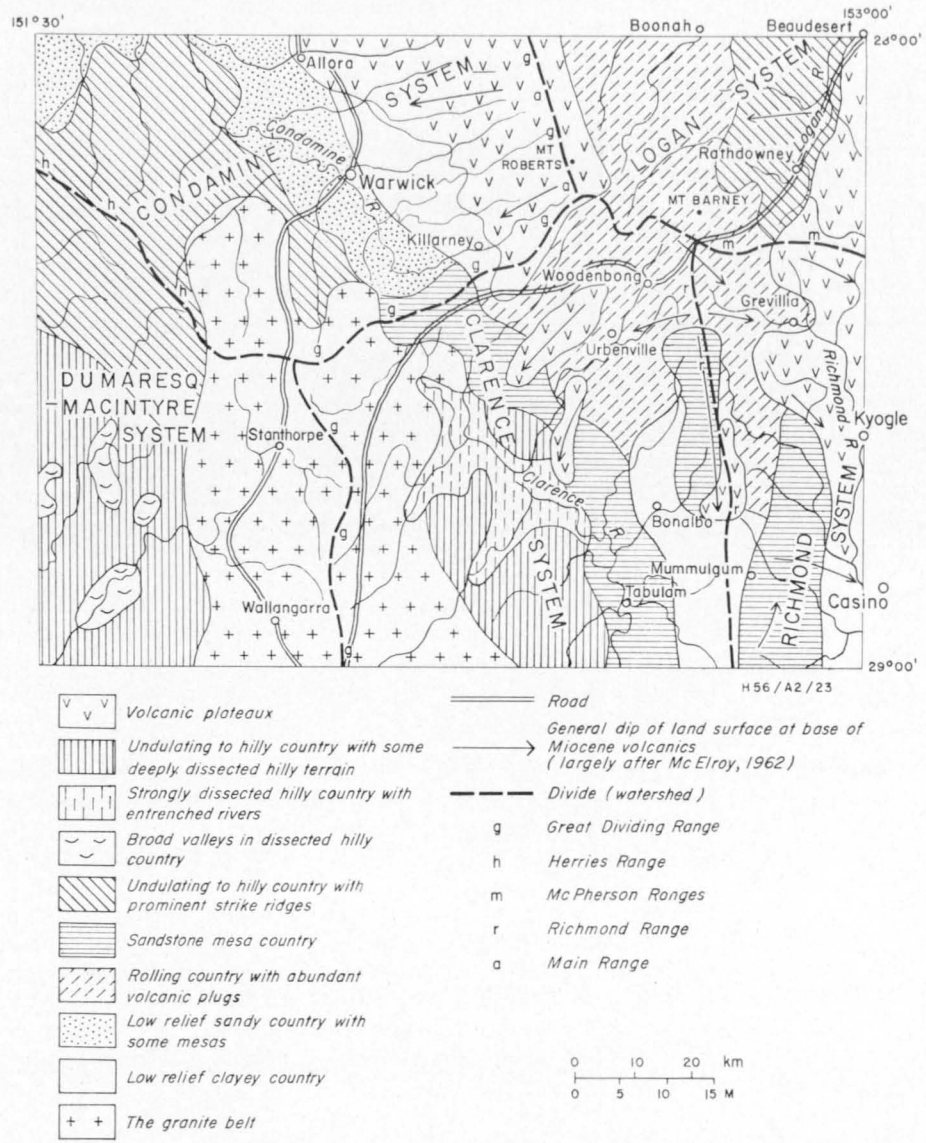 151°30'
Boonah
Beaudesert
153°00'
28°00'
Allora
SYSTEM
SYSTEM
g
a
g
MT
ROBERTS
a
LOGAN
Logan R
Rathdowney
Condamine
R
Warwick
CONDAMINE
h
h
MT BARNEY
Killarney
g
g
m
m
Woodenbong
r
Grevillia
g
g
CLARENCE
Urbenville
r
DUMARESQ
-MACINTYRE
SYSTEM
Richmond R
SYSTEM
Kyogle
Stanthorpe
g
g
Clarence R
SYSTEM
Bonalbo
r
Mummulgum
RICHMOND
Tabulam
Casino
Wallangarra
g
29°00'
H 56/A2/23
Volcanic plateaux
Undulating to hilly country with some
deeply dissected hilly terrain
Strongly dissected hilly country with
entrenched rivers
Broad valleys in dissected hilly
country
Undulating to hilly country with
prominent strike ridges
Sandstone mesa country
Rolling country with abundant
volcanic plugs
Low relief sandy country with
some mesas
Low relief clayey country
The granite belt
Road
General dip of land surface at base of
Miocene volcanics
(largely after McElroy, 1962)
Divide (watershed)
g Great Dividing Range
h Herries Range
m McPherson Ranges
r Richmond Range
a Main Range
0 10 20 km
0 5 10 15 M